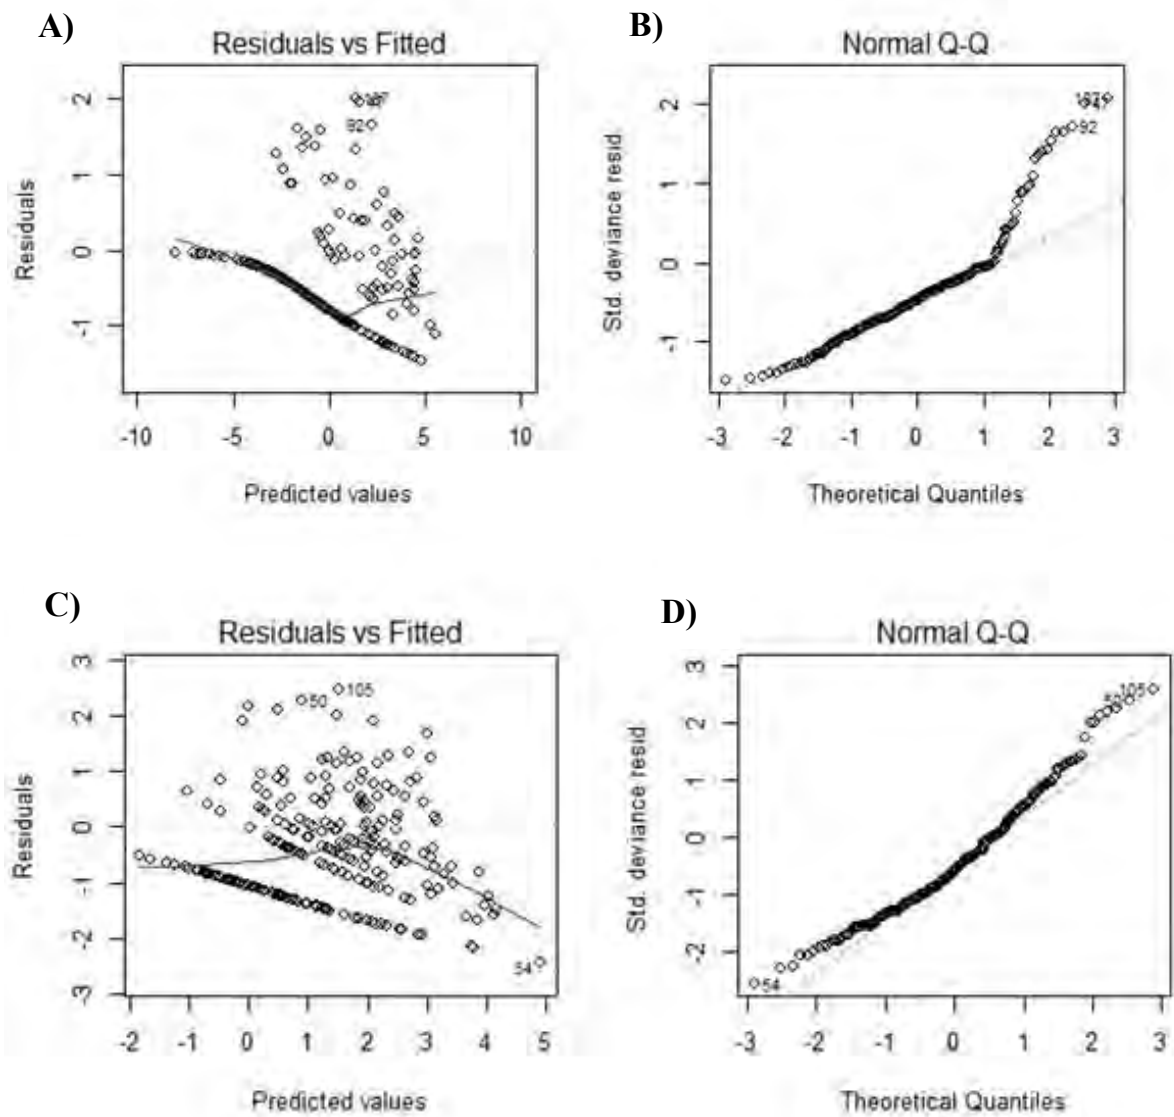 A)
Residuals vs Fitted
Residuals
2
1
0
-1
92
-10 -5 0 5 10
Predicted values
B)
Normal Q-Q
Std. deviance resid.
2
1
0
-1
92
-3 -2 -1 0 1 2 3
Theoretical Quantiles
C)
Residuals vs Fitted
Residuals
3
2
1
0
-1
-2
-3
105
50
54
-2 -1 0 1 2 3 4 5
Predicted values
D)
Normal Q-Q
Std. deviance resid.
3
2
1
0
-1
-2
105
54
-3 -2 -1 0 1 2 3
Theoretical Quantiles